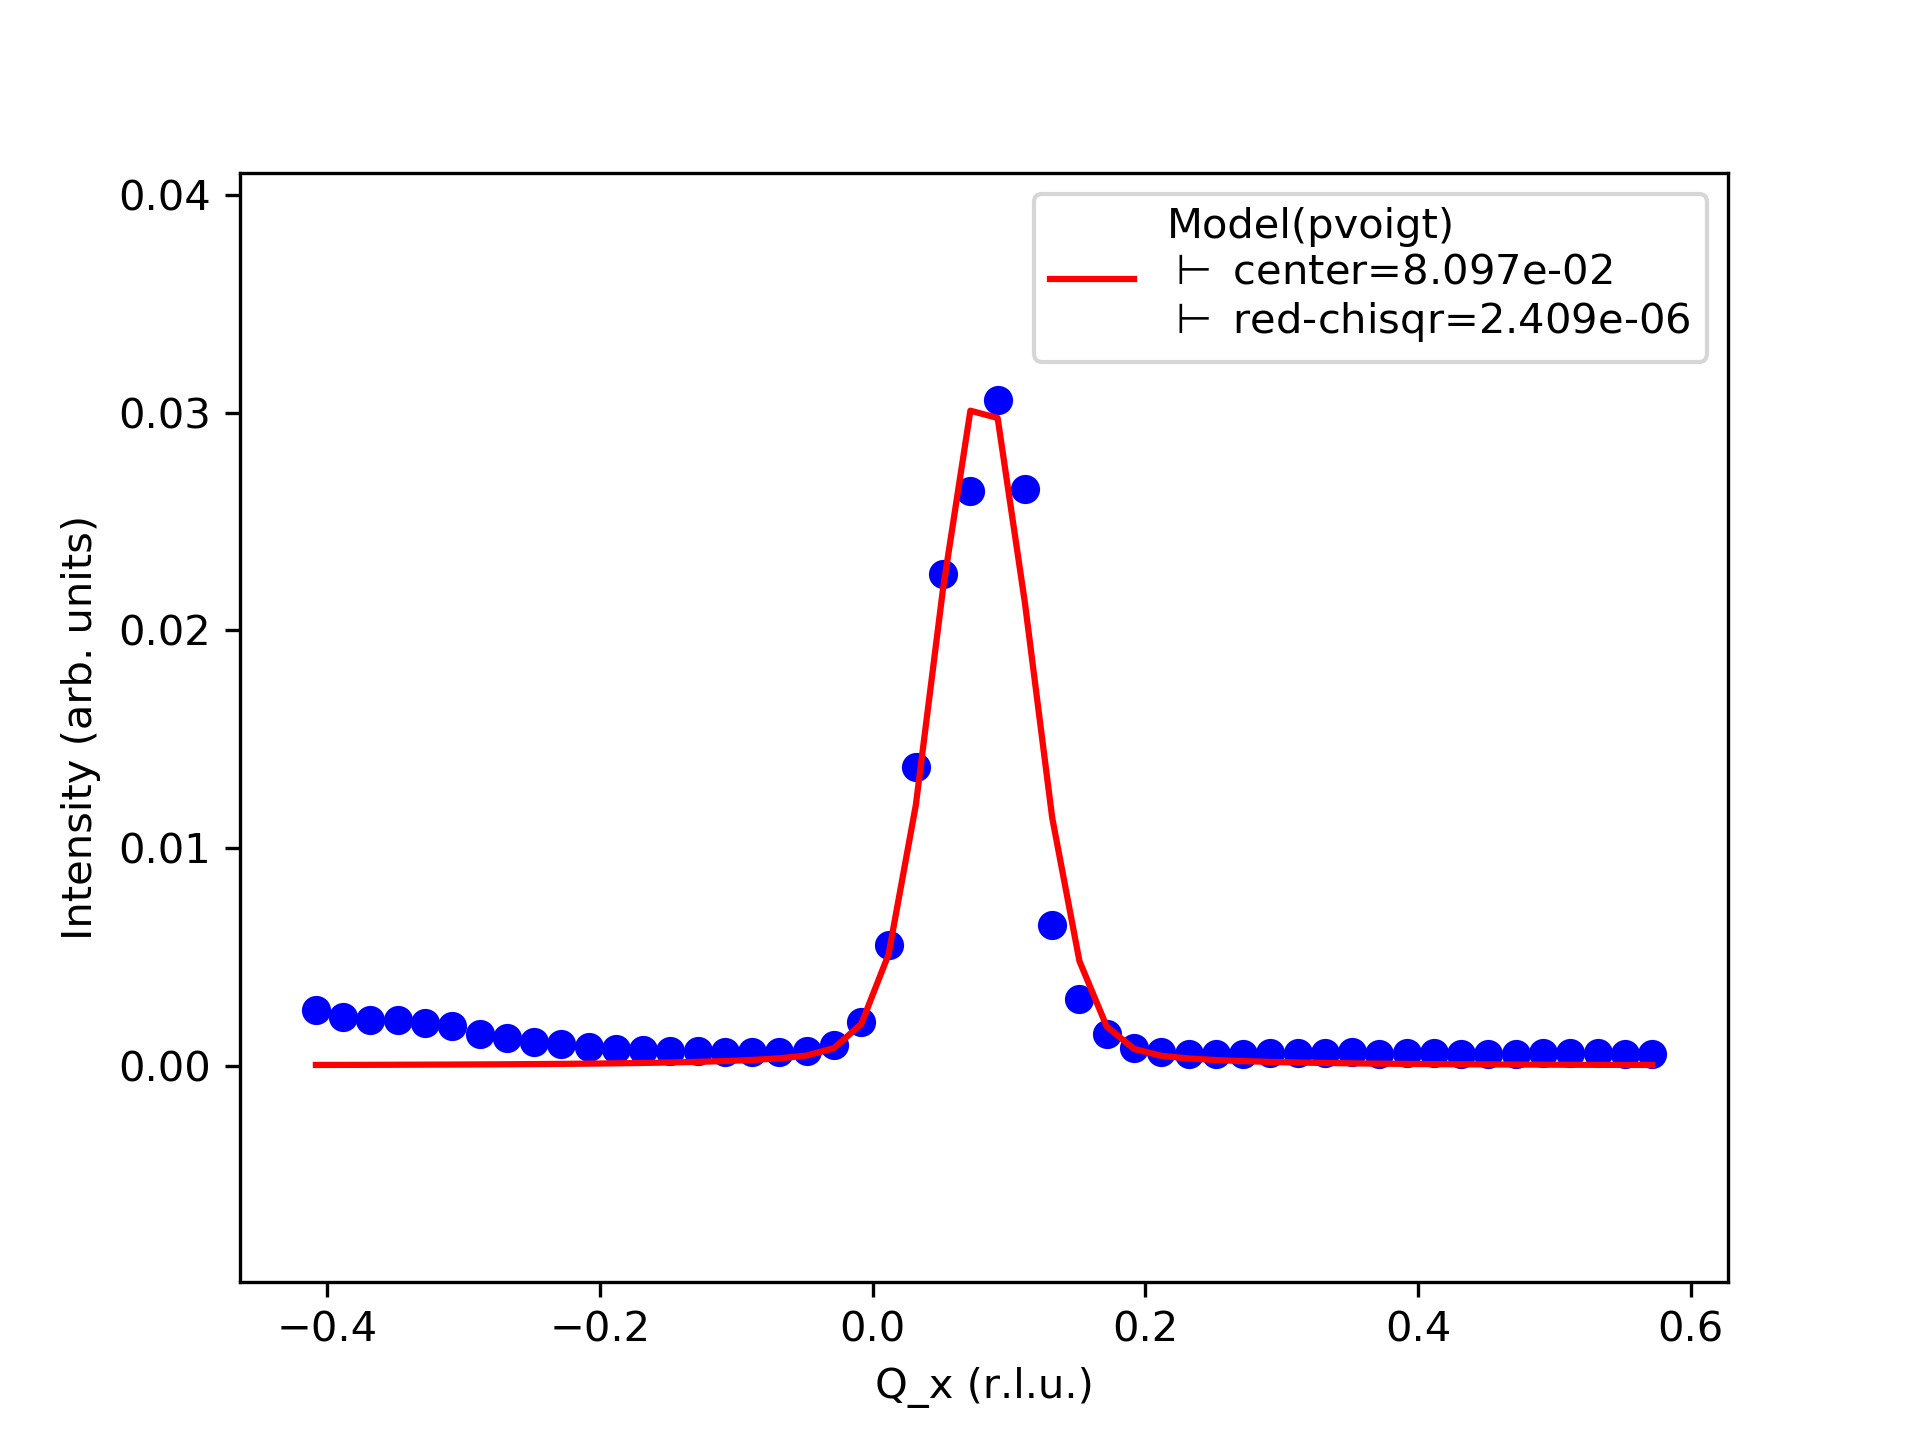 0.04
0.03
0.02
0.01
0.00
Intensity (arb. units)
Model(pvoigt)
⊢ center=8.097e-02
⊢ red-chisqr=2.409e-06
−0.4 −0.2 0.0 0.2 0.4 0.6
Q_x (r.l.u.)